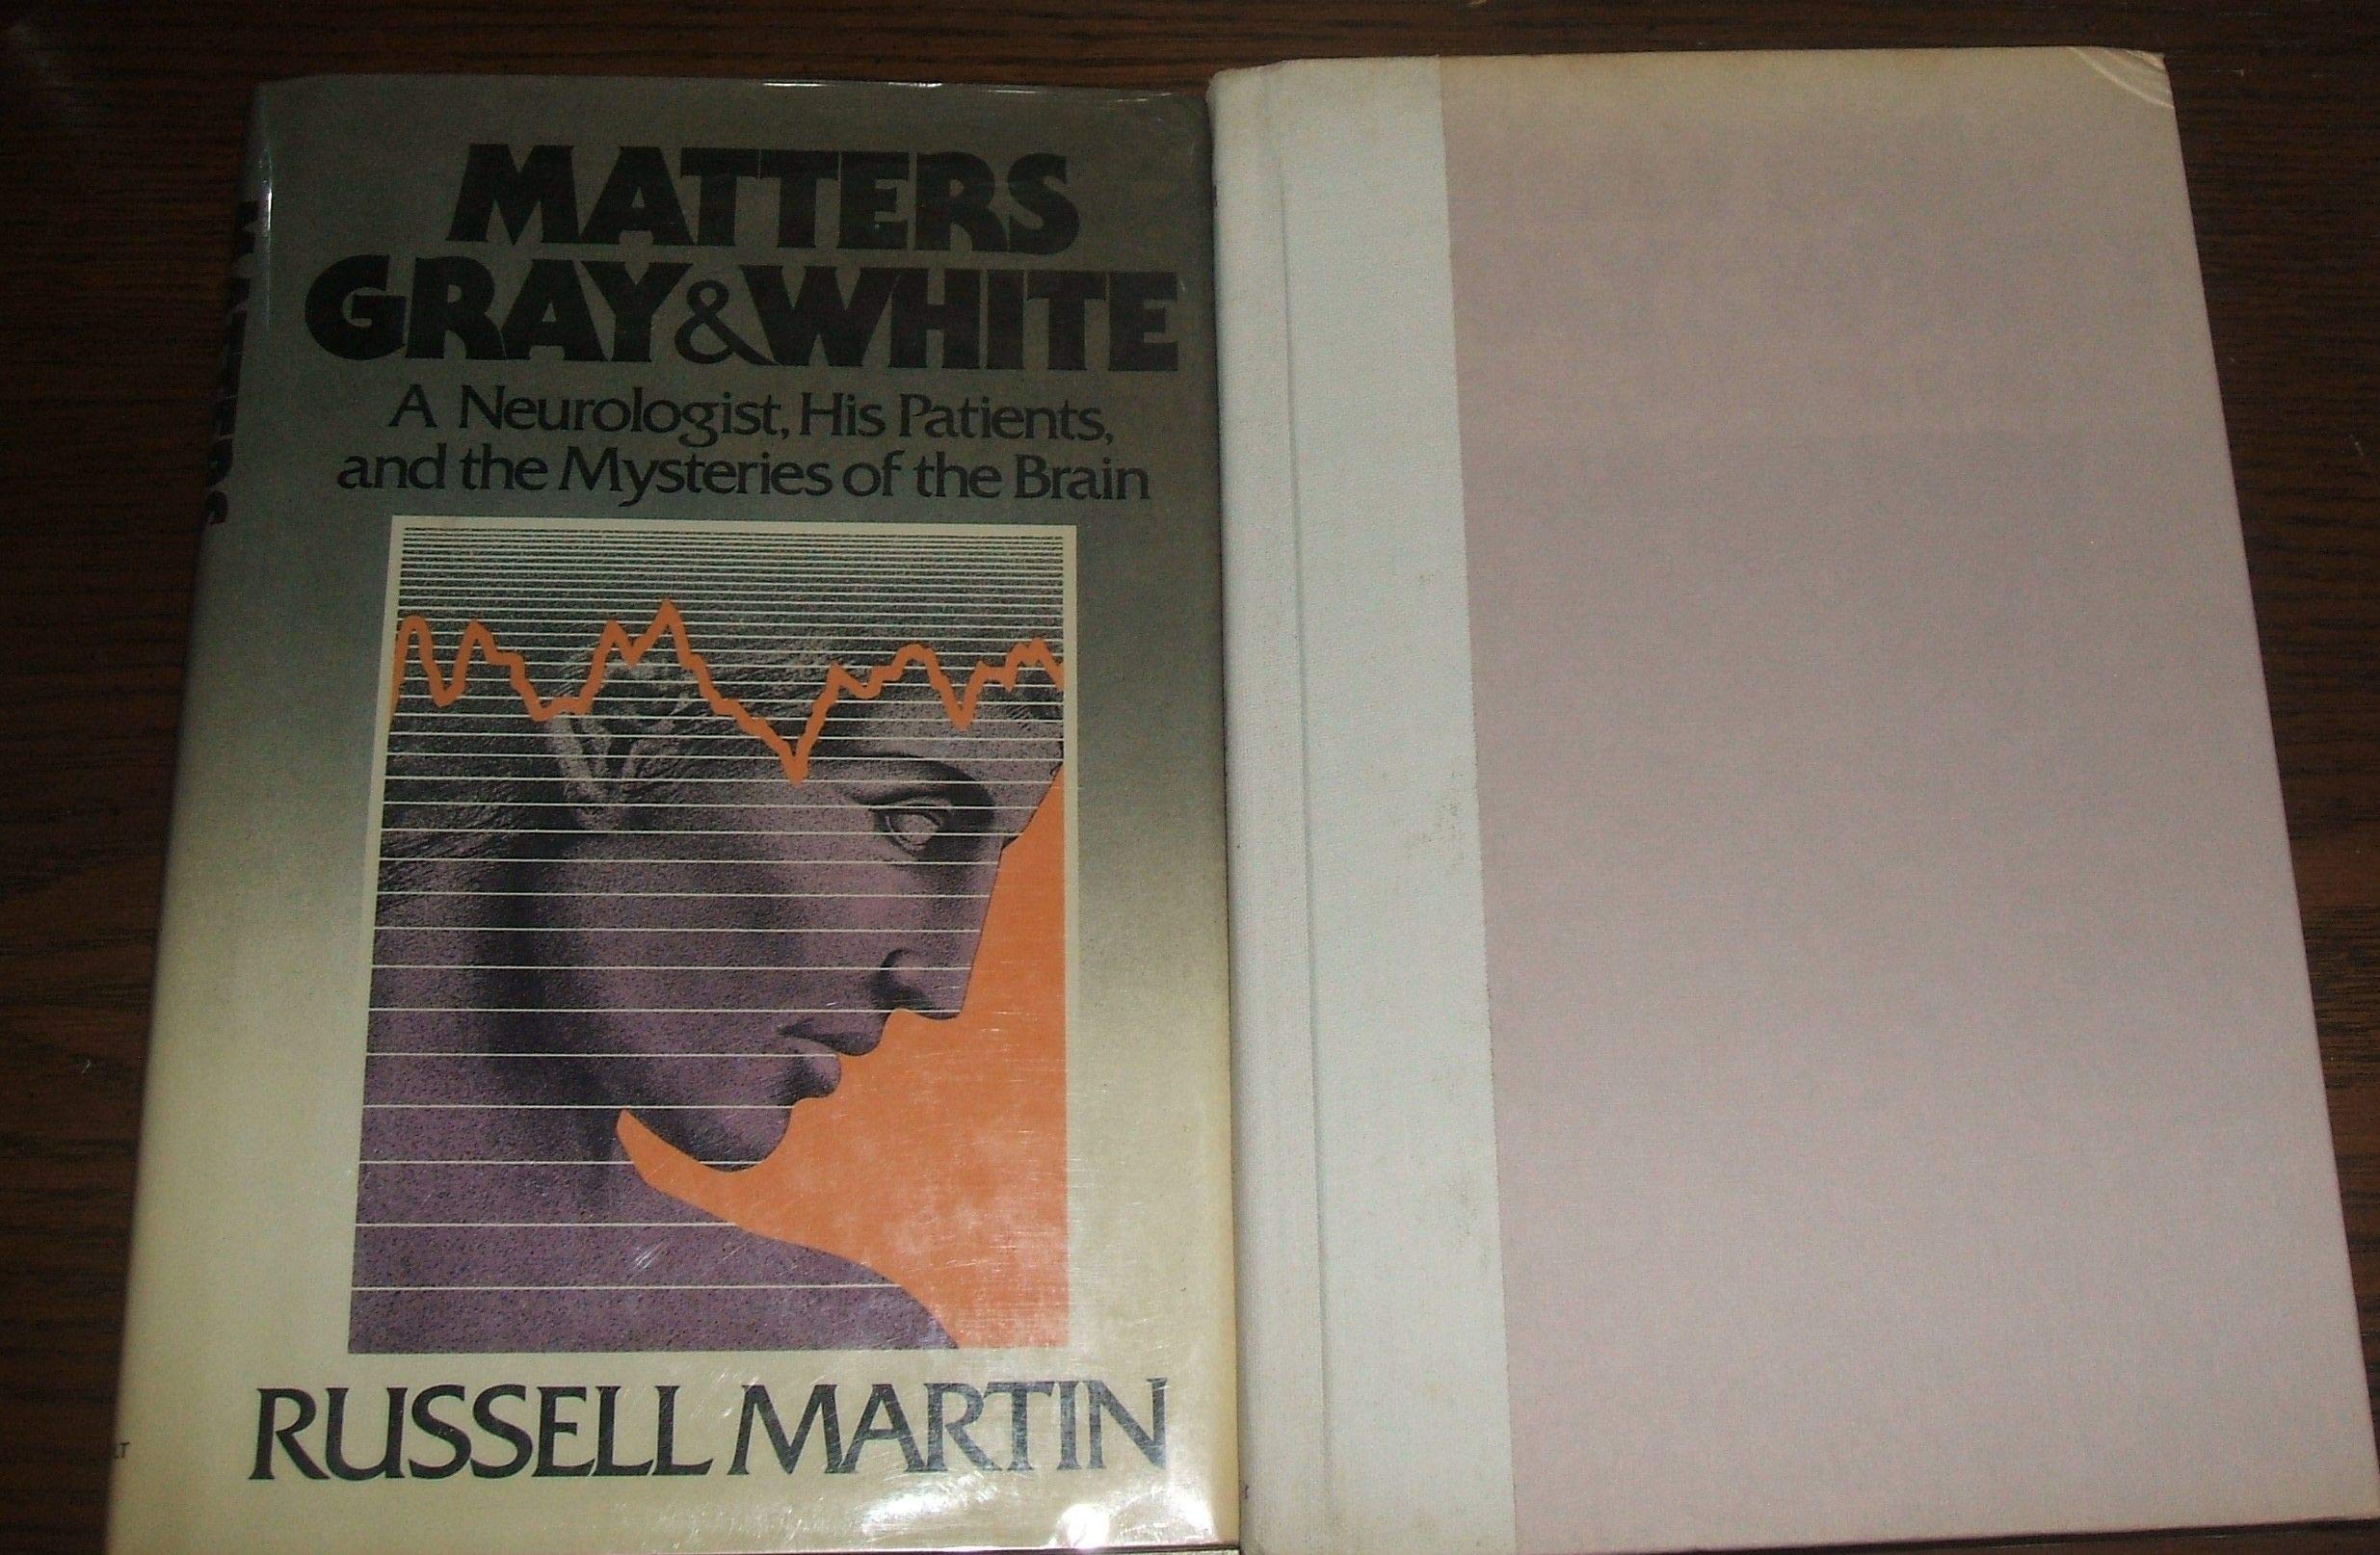 MATTERS
GRAY & WHITE
A Neurologist, His Patients,
and the Mysteries of the Brain
RUSSELL MARTIN